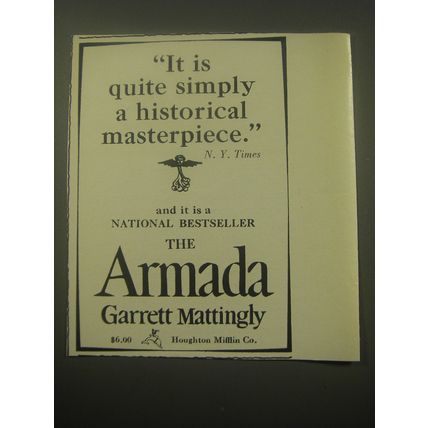 “It is
quite simply
a historical
masterpiece.”
N. Y. Times
and it is a
NATIONAL BESTSELLER
THE
Armada
Garrett Mattingly
$6.00 Houghton Mifflin Co.